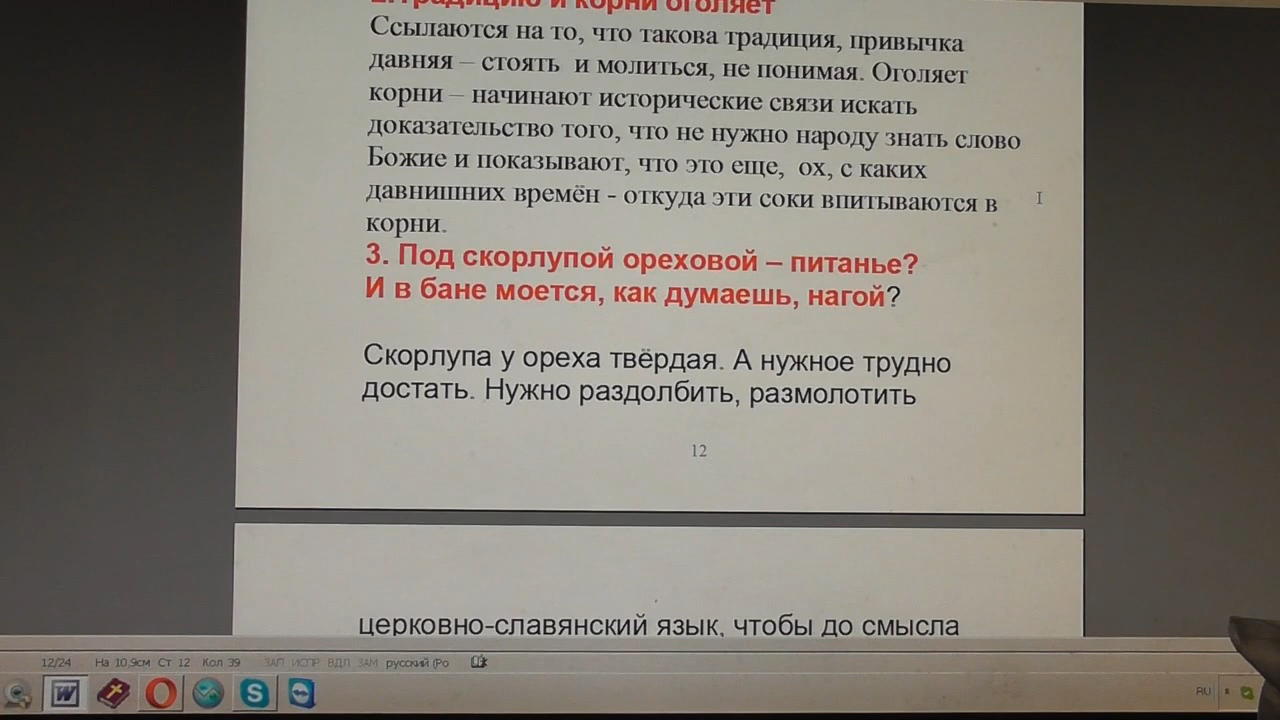 2.Традицию и корни оголяет
Ссылаются на то, что такова традиция, привычка
давняя – стоять и молиться, не понимая. Оголяет
корни – начинают исторические связи искать
доказательство того, что не нужно народу знать слово
Божие и показывают, что это еще, ох, с каких
давнишних времён - откуда эти соки впитываются в
корни.
3. Под скорлупой ореховой – питанье?
И в бане моется, как думаешь, нагой?
Скорлупа у ореха твёрдая. А нужное трудно
достать. Нужно раздолбить, размолотить
12
церковно-славянский язык, чтобы до смысла
12/24 На 10,9см Ст 12 Кол 39 ЗАП ИСПР ВДЛ ЗАМ русский (Ро
RU